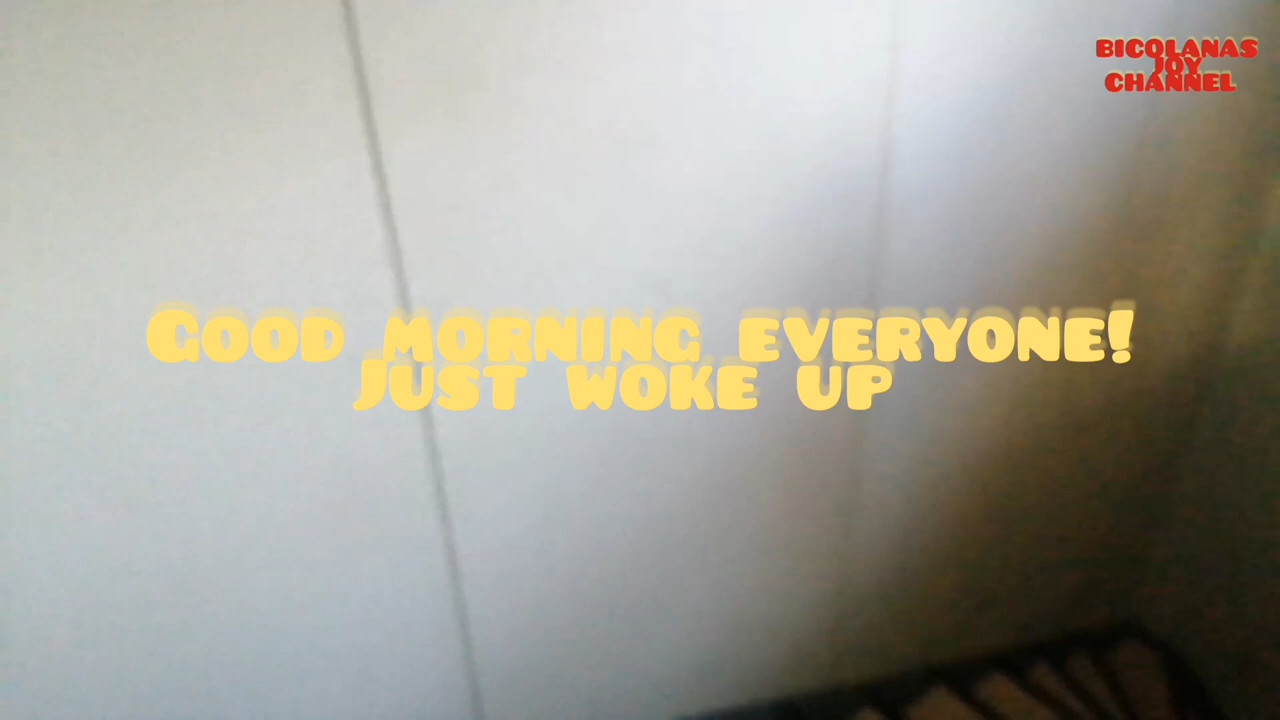 BICOLANAS
JOY
CHANNEL
GOOD MORNING EVERYONE!
JUST WOKE UP